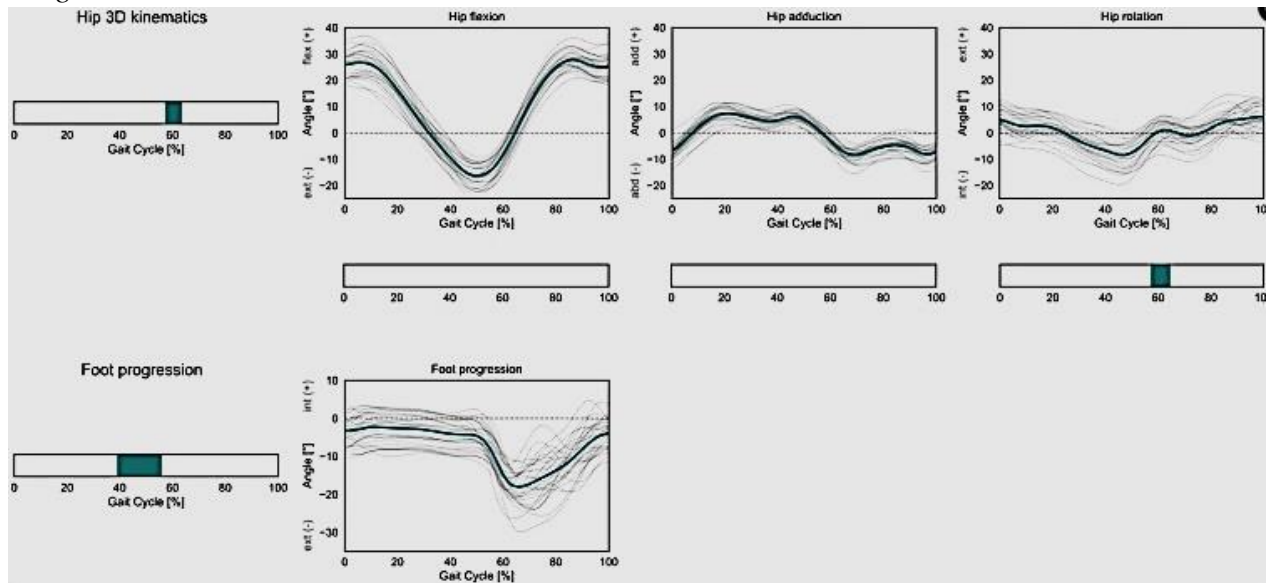 Hip 3D kinematics
Hip flexion
Hip adduction
Hip rotation
flex (+)
Angle [°]
ext (-)
40
30
20
10
0
−10
−20
0 20 40 60 80 100
Gait Cycle [%]
add (+)
Angle [°]
abd (-)
40
30
20
10
0
−10
−20
0 20 40 60 80 100
Gait Cycle [%]
ext (+)
Angle [°]
int (-)
40
30
20
10
0
−10
−20
0 20 40 60 80 10
Gait Cycle [%]
0 20 40 60 80 100
Gait Cycle [%]
0 20 40 60 80 100
0 20 40 60 80 100
0 20 40 60 80 10
Foot progression
Foot progression
int (+)
Angle [°]
ext (-)
10
0
−10
−20
−30
0 20 40 60 80 100
Gait Cycle [%]
0 20 40 60 80 100
Gait Cycle [%]